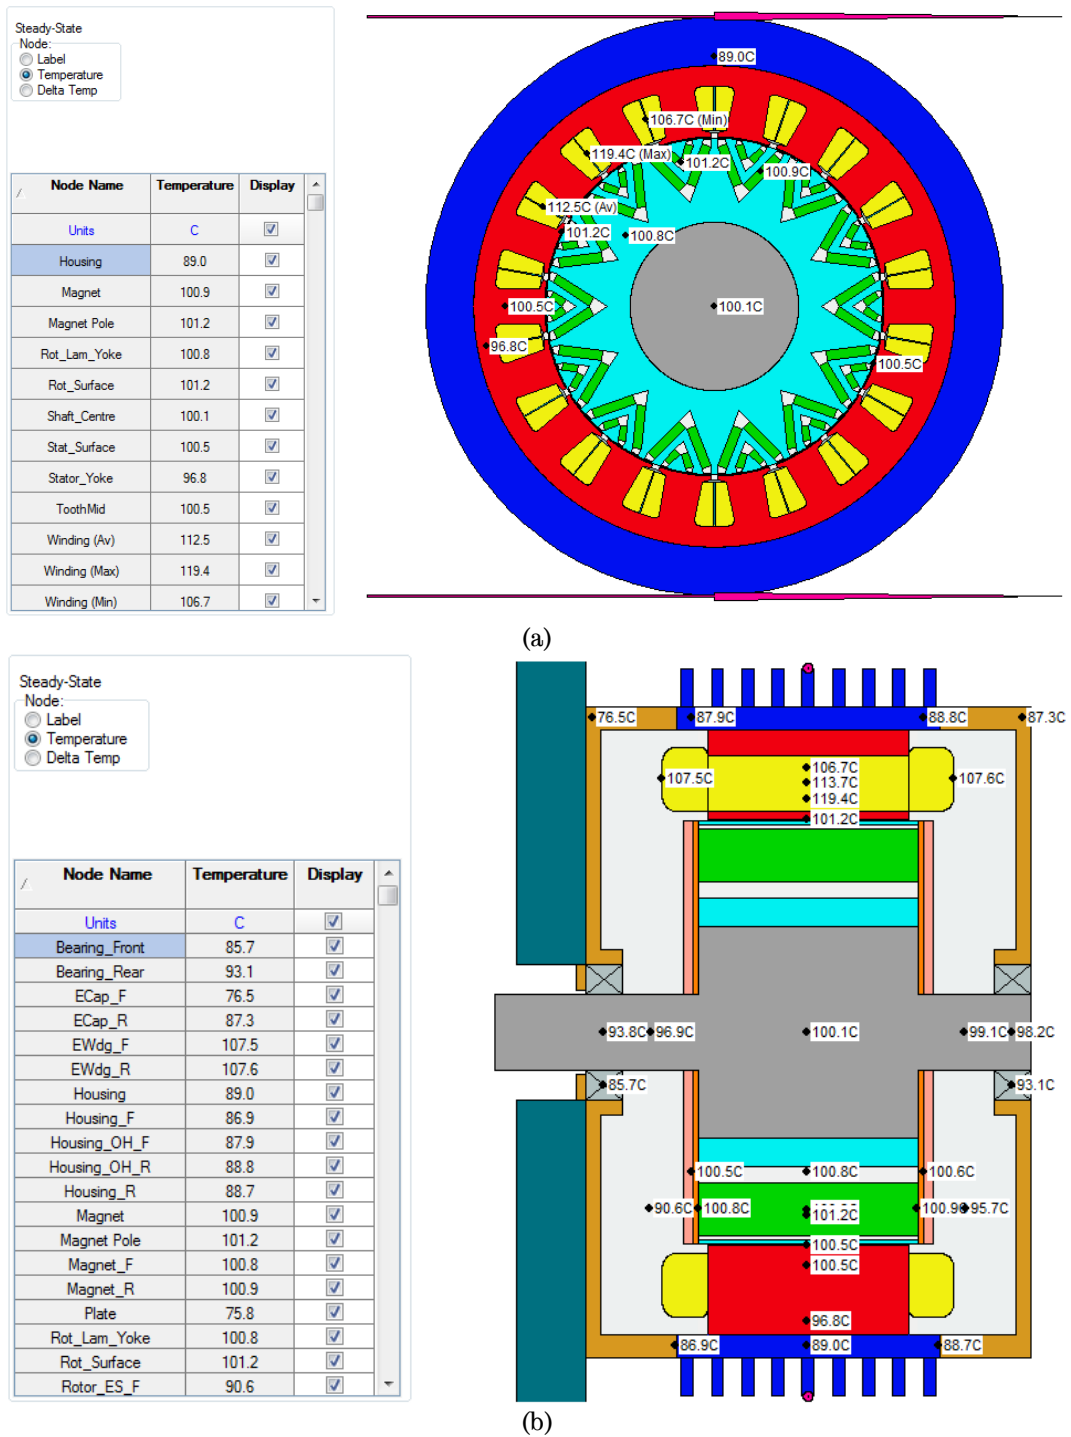 Steady-State
Node:
Label
Temperature
Delta Temp
Node Name Temperature Display
Units C
Housing 89.0
Magnet 100.9
Magnet Pole 101.2
Rot_Lam_Yoke 100.8
Rot_Surface 101.2
Shaft_Centre 100.1
Stat_Surface 100.5
Stator_Yoke 96.8
ToothMid 100.5
Winding (Av) 112.5
Winding (Max) 119.4
Winding (Min) 106.7
89.0C
106.7C (Min)
119.4C (Max)
101.2C
100.9C
112.5C (Av)
101.2C
100.8C
100.5C
100.1C
96.8C
100.5C
(a)
Steady-State
Node:
Label
Temperature
Delta Temp
Node Name Temperature Display
Units C
Bearing_Front 85.7
Bearing_Rear 93.1
ECap_F 76.5
ECap_R 87.3
EWdg_F 107.5
EWdg_R 107.6
Housing 89.0
Housing_F 86.9
Housing_OH_F 87.9
Housing_OH_R 88.8
Housing_R 88.7
Magnet 100.9
Magnet Pole 101.2
Magnet_F 100.8
Magnet_R 100.9
Plate 75.8
Rot_Lam_Yoke 100.8
Rot_Surface 101.2
Rotor_ES_F 90.6
76.5C 87.9C 88.8C 87.3C
106.7C
107.5C 113.7C 107.6C
119.4C
101.2C
93.8C 96.9C 100.1C 99.1C 98.2C
85.7C 93.1C
100.5C 100.8C 100.6C
90.6C 100.8C 101.2C 100.9C 95.7C
100.5C
100.5C
96.8C
86.9C 89.0C 88.7C
(b)